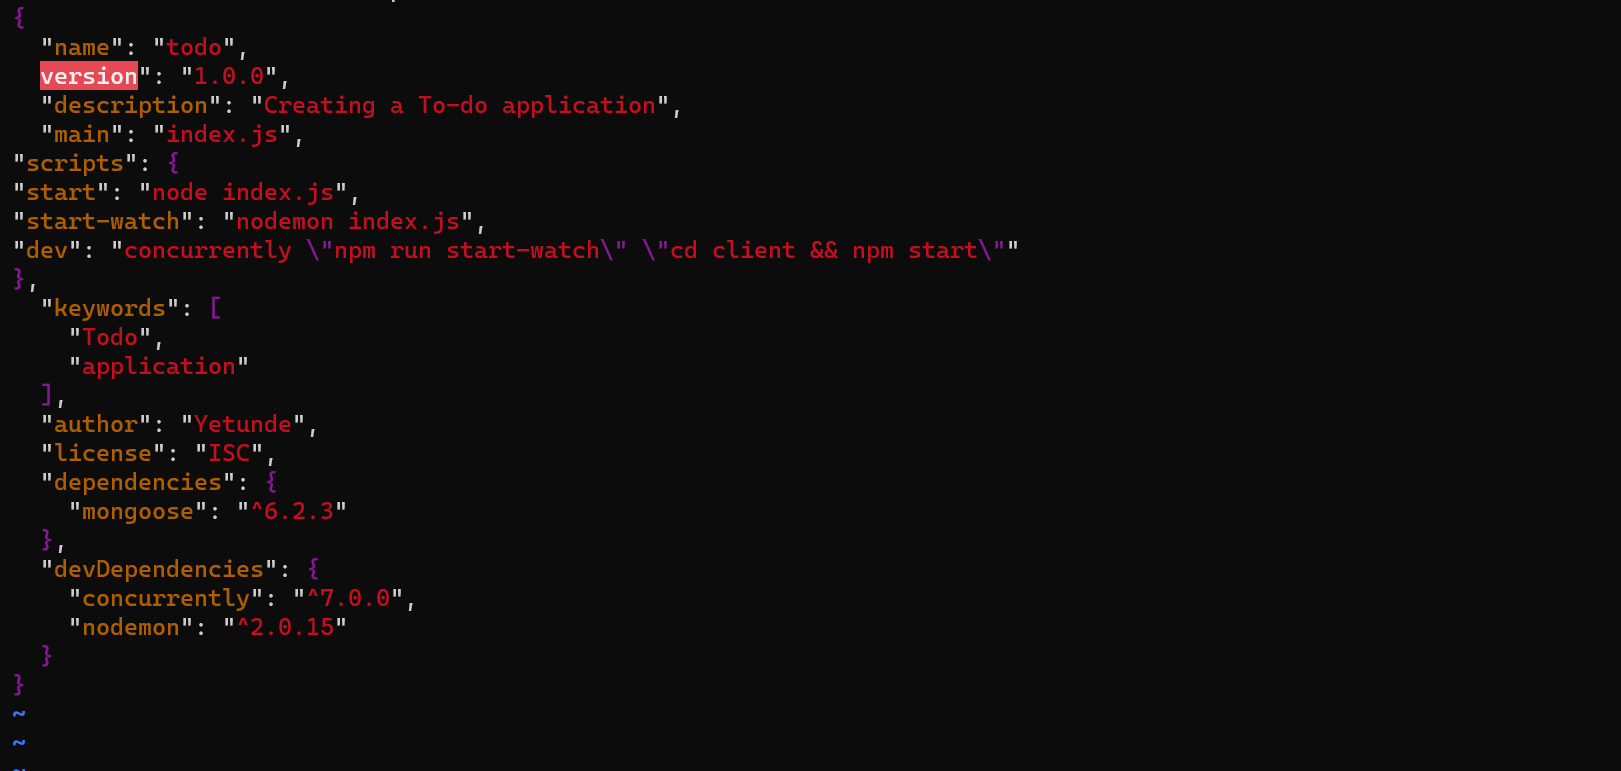 {
  "name": "todo",
  version": "1.0.0",
  "description": "Creating a To-do application",
  "main": "index.js",
"scripts": {
"start": "node index.js",
"start-watch": "nodemon index.js",
"dev": "concurrently \"npm run start-watch\" \"cd client && npm start\""
},
  "keywords": [
    "Todo",
    "application"
  ],
  "author": "Yetunde",
  "license": "ISC",
  "dependencies": {
    "mongoose": "^6.2.3"
  },
  "devDependencies": {
    "concurrently": "^7.0.0",
    "nodemon": "^2.0.15"
  }
}
~
~
~